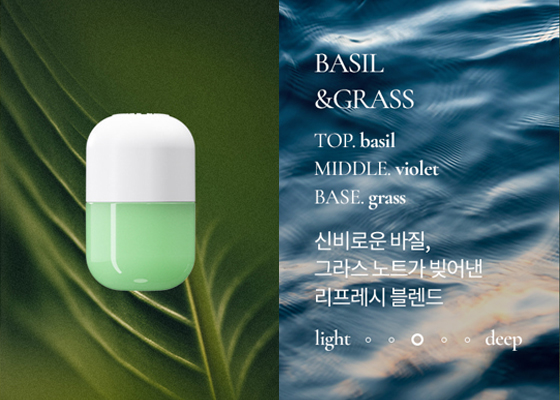 BASIL
&GRASS
TOP. basil
MIDDLE. violet
BASE. grass
신비로운 바질,
그라스 노트가 빚어낸
리프레시 블렌드
light deep